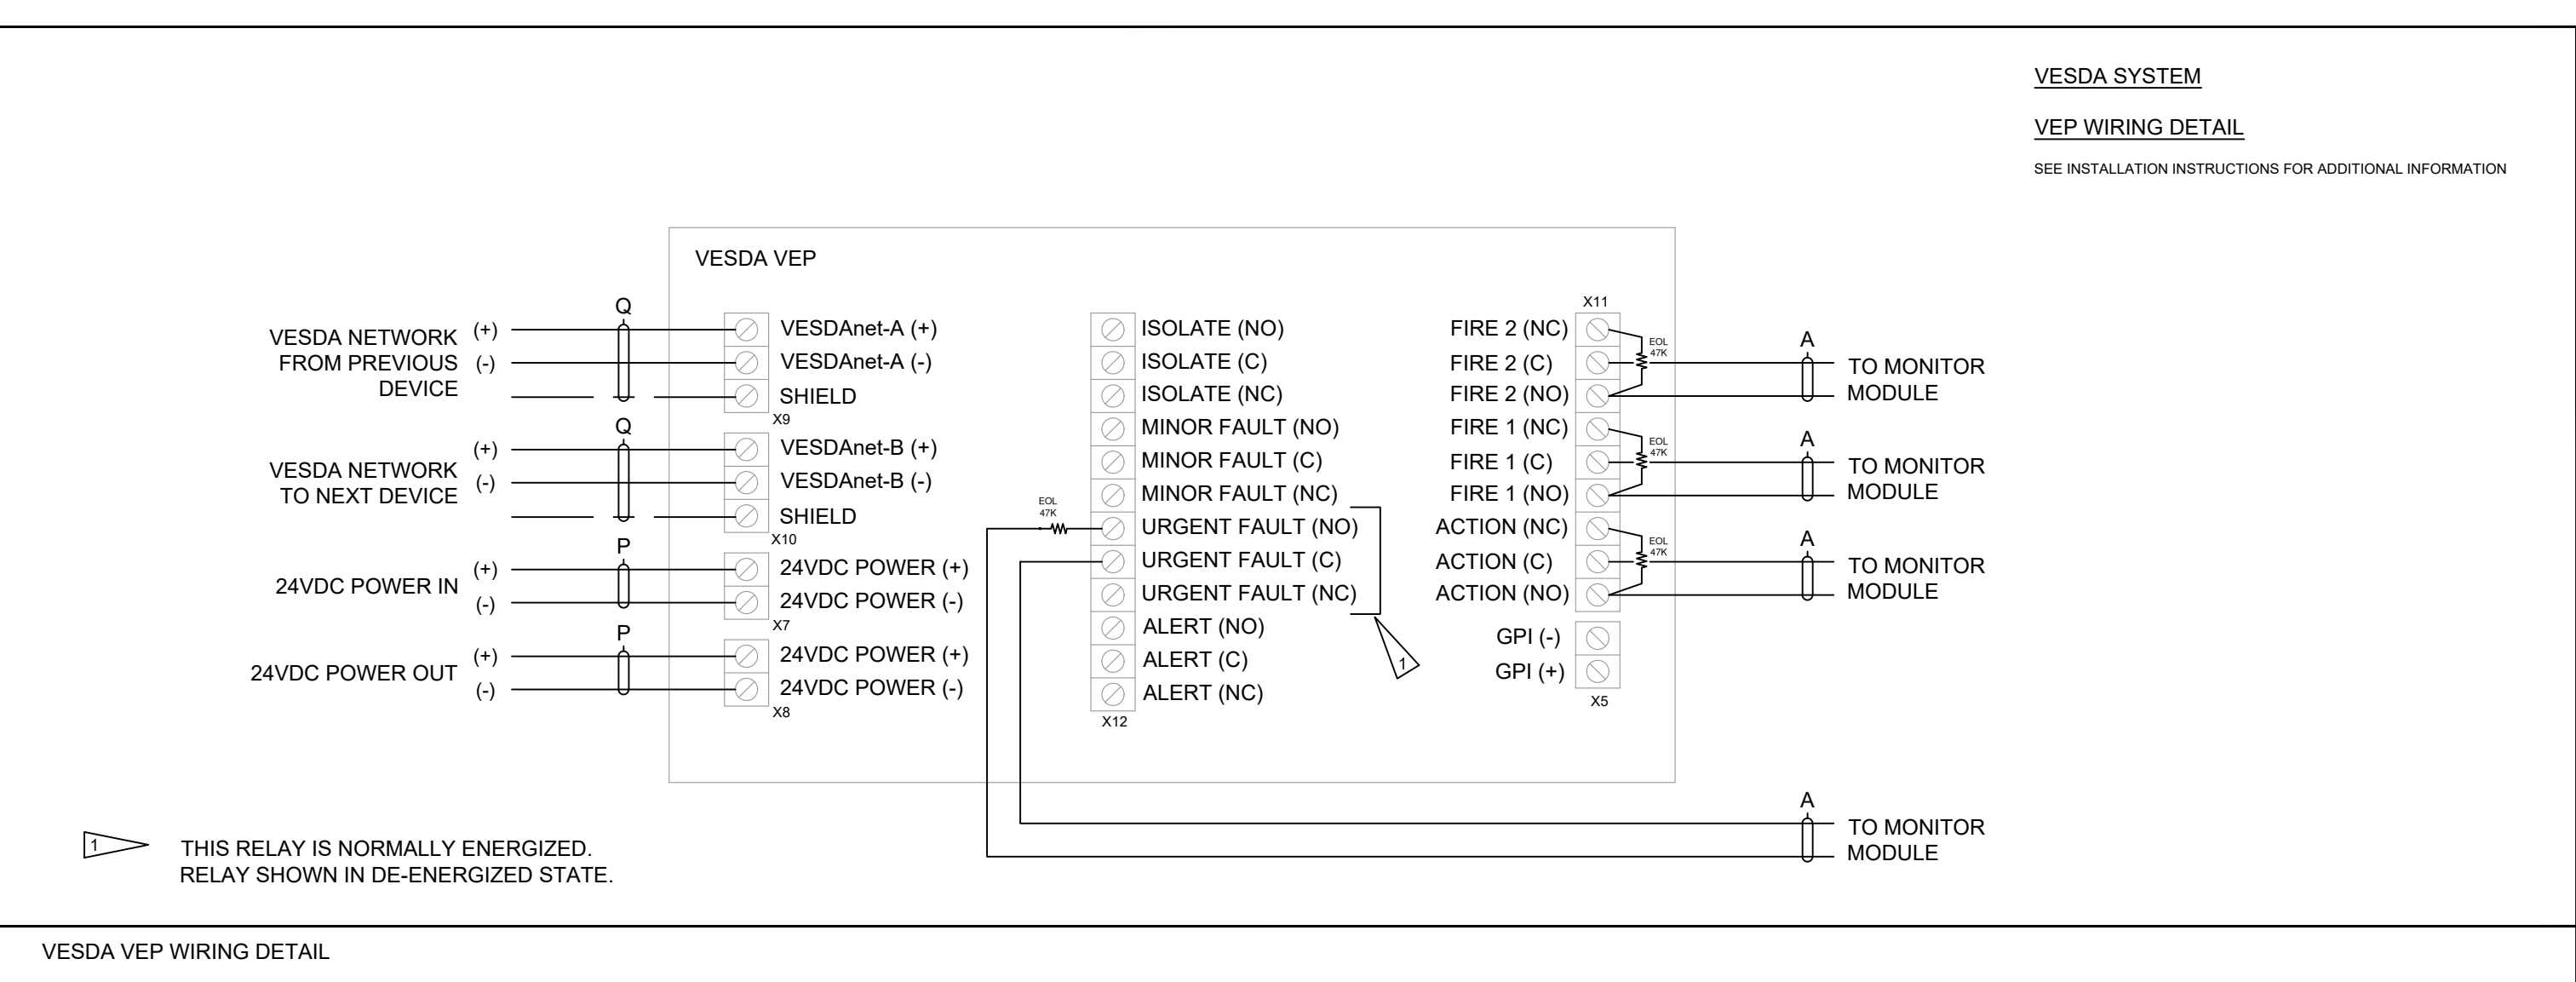 VESDA SYSTEM
VEP WIRING DETAIL
SEE INSTALLATION INSTRUCTIONS FOR ADDITIONAL INFORMATION
VESDA VEP
VESDA NETWORK
FROM PREVIOUS
DEVICE
(+)
(-)
Q
VESDAnet-A (+)
VESDAnet-A (-)
SHIELD
X9
VESDA NETWORK
TO NEXT DEVICE
(+)
(-)
Q
VESDAnet-B (+)
VESDAnet-B (-)
SHIELD
X10
24VDC POWER IN
(+)
(-)
P
24VDC POWER (+)
24VDC POWER (-)
X7
24VDC POWER OUT
(+)
(-)
P
24VDC POWER (+)
24VDC POWER (-)
X8
ISOLATE (NO)
ISOLATE (C)
ISOLATE (NC)
MINOR FAULT (NO)
MINOR FAULT (C)
MINOR FAULT (NC)
EOL
47K
URGENT FAULT (NO)
URGENT FAULT (C)
URGENT FAULT (NC)
ALERT (NO)
ALERT (C)
ALERT (NC)
X12
1
X11
FIRE 2 (NC)
FIRE 2 (C)
FIRE 2 (NO)
EOL
47K
A
TO MONITOR
MODULE
FIRE 1 (NC)
FIRE 1 (C)
FIRE 1 (NO)
EOL
47K
A
TO MONITOR
MODULE
ACTION (NC)
ACTION (C)
ACTION (NO)
EOL
47K
A
TO MONITOR
MODULE
GPI (-)
GPI (+)
X5
A
TO MONITOR
MODULE
1
THIS RELAY IS NORMALLY ENERGIZED.
RELAY SHOWN IN DE-ENERGIZED STATE.
VESDA VEP WIRING DETAIL